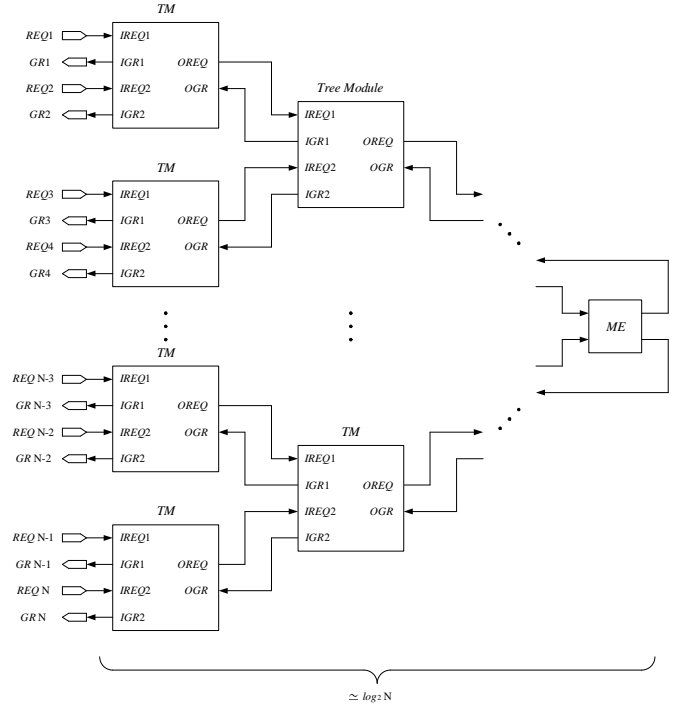 TM
REQ1
IREQ1
GR1
IGR1
OREQ
REQ2
IREQ2
OGR
GR2
IGR2
Tree Module
IREQ1
IGR1
OREQ
IREQ2
OGR
IGR2
TM
REQ3
IREQ1
GR3
IGR1
OREQ
REQ4
IREQ2
OGR
GR4
IGR2
ME
TM
REQ N-3
IREQ1
GR N-3
IGR1
OREQ
REQ N-2
IREQ2
OGR
GR N-2
IGR2
TM
IREQ1
IGR1
OREQ
IREQ2
OGR
IGR2
TM
REQ N-1
IREQ1
GR N-1
IGR1
OREQ
REQ N
IREQ2
OGR
GR N
IGR2
≃ log₂ N